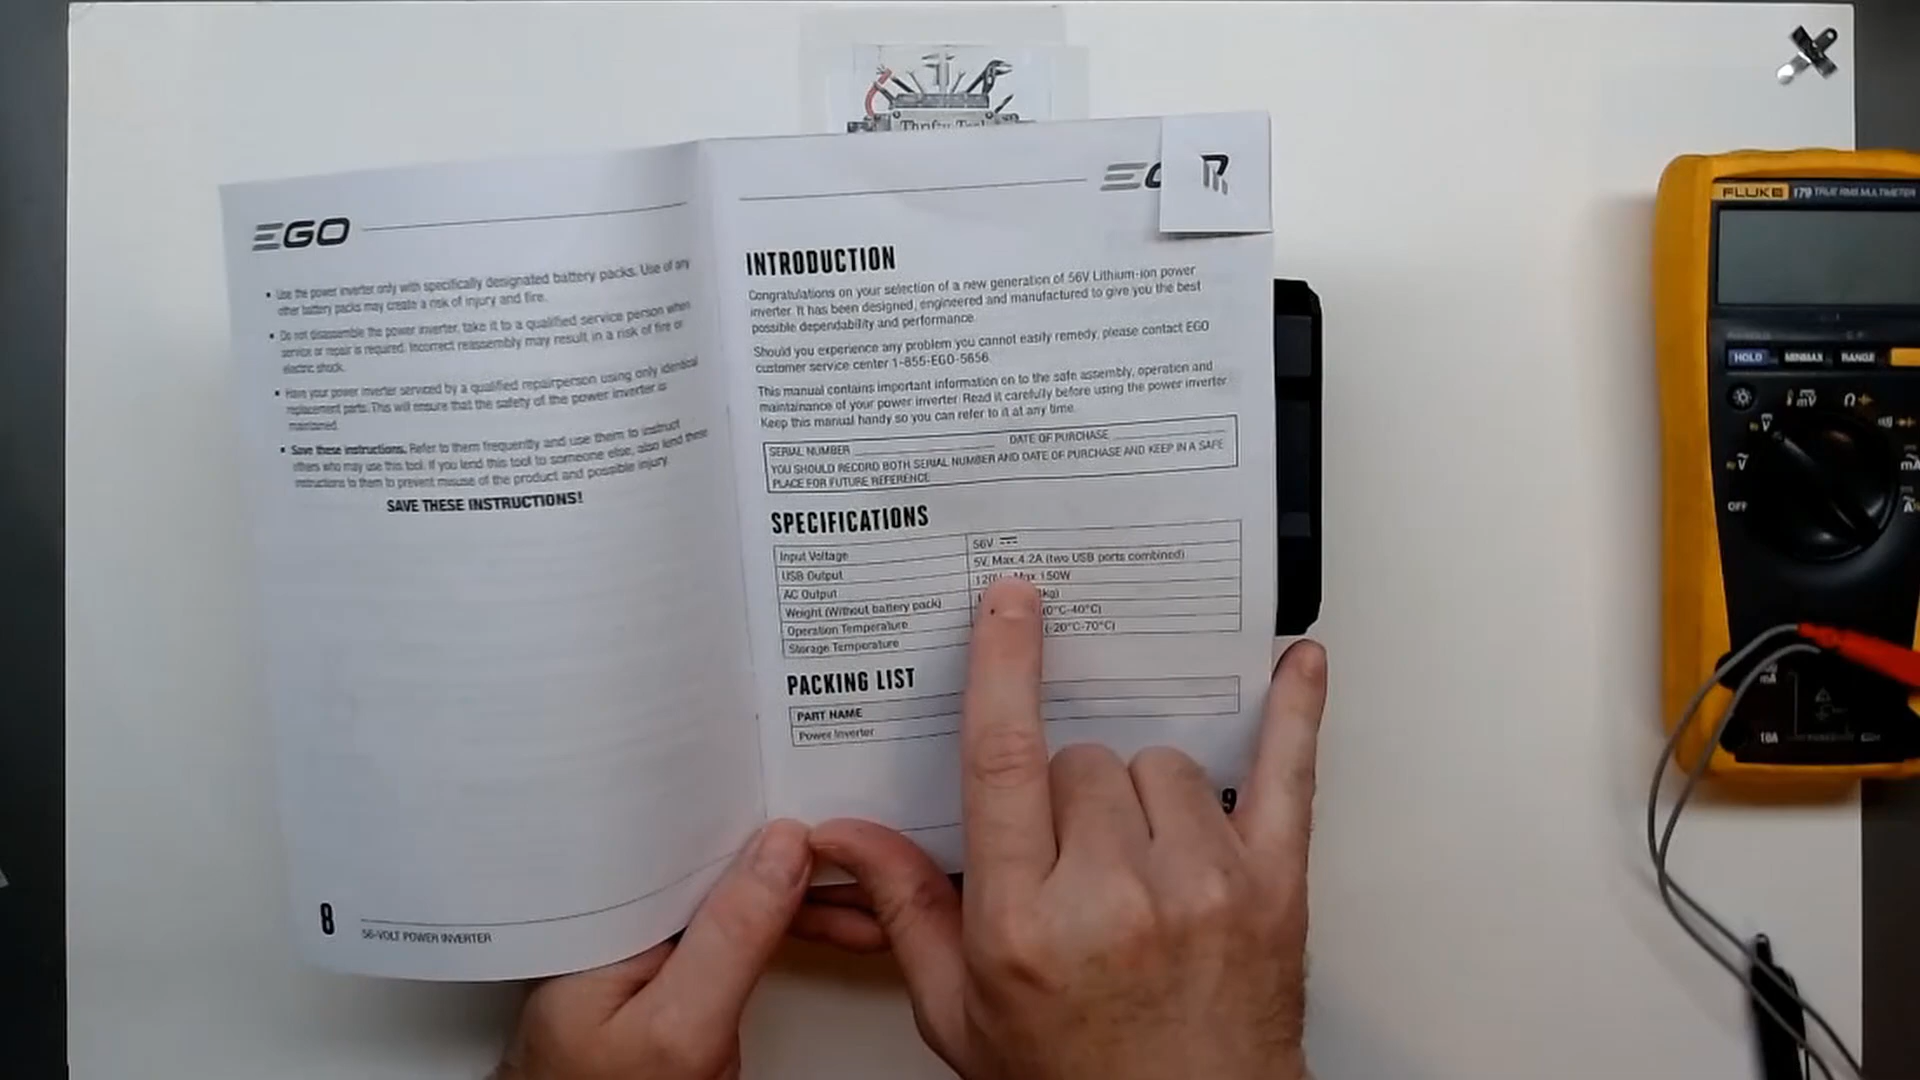 Thrifty Tool
EGO
• Use the power inverter only with specifically designated battery packs. Use of any
other battery packs may create a risk of injury and fire.
• Do not disassemble the power inverter, take it to a qualified service person when
service or repair is required. Incorrect reassembly may result in a risk of fire or
electric shock.
• Have your power inverter serviced by a qualified repairperson using only identical
replacement parts. This will ensure that the safety of the power inverter is
maintained.
• Save these instructions. Refer to them frequently and use them to instruct
others who may use this tool. If you lend this tool to someone else, also lend these
instructions to them to prevent misuse of the product and possible injury.
SAVE THESE INSTRUCTIONS!
8
56-VOLT POWER INVERTER
INTRODUCTION
Congratulations on your selection of a new generation of 56V Lithium-ion power
inverter. It has been designed, engineered and manufactured to give you the best
possible dependability and performance.
Should you experience any problem you cannot easily remedy, please contact EGO
customer service center 1-855-EGO-5656.
This manual contains important information on to the safe assembly, operation and
maintainance of your power inverter. Read it carefully before using the power inverter.
Keep this manual handy so you can refer to it at any time.
SERIAL NUMBER DATE OF PURCHASE
YOU SHOULD RECORD BOTH SERIAL NUMBER AND DATE OF PURCHASE AND KEEP IN A SAFE
PLACE FOR FUTURE REFERENCE
SPECIFICATIONS
Input Voltage 56V
USB Output 5V, Max.4.2A (two USB ports combined)
AC Output Max.150W
Weight (Without battery pack)
Operation Temperature (0°C-40°C)
Storage Temperature (-20°C-70°C)
PACKING LIST
PART NAME
Power Inverter
9
FLUKE 179 TRUE RMS MULTIMETER
HOLD MINMAX RANGE
mV Ω
V
OFF
10A